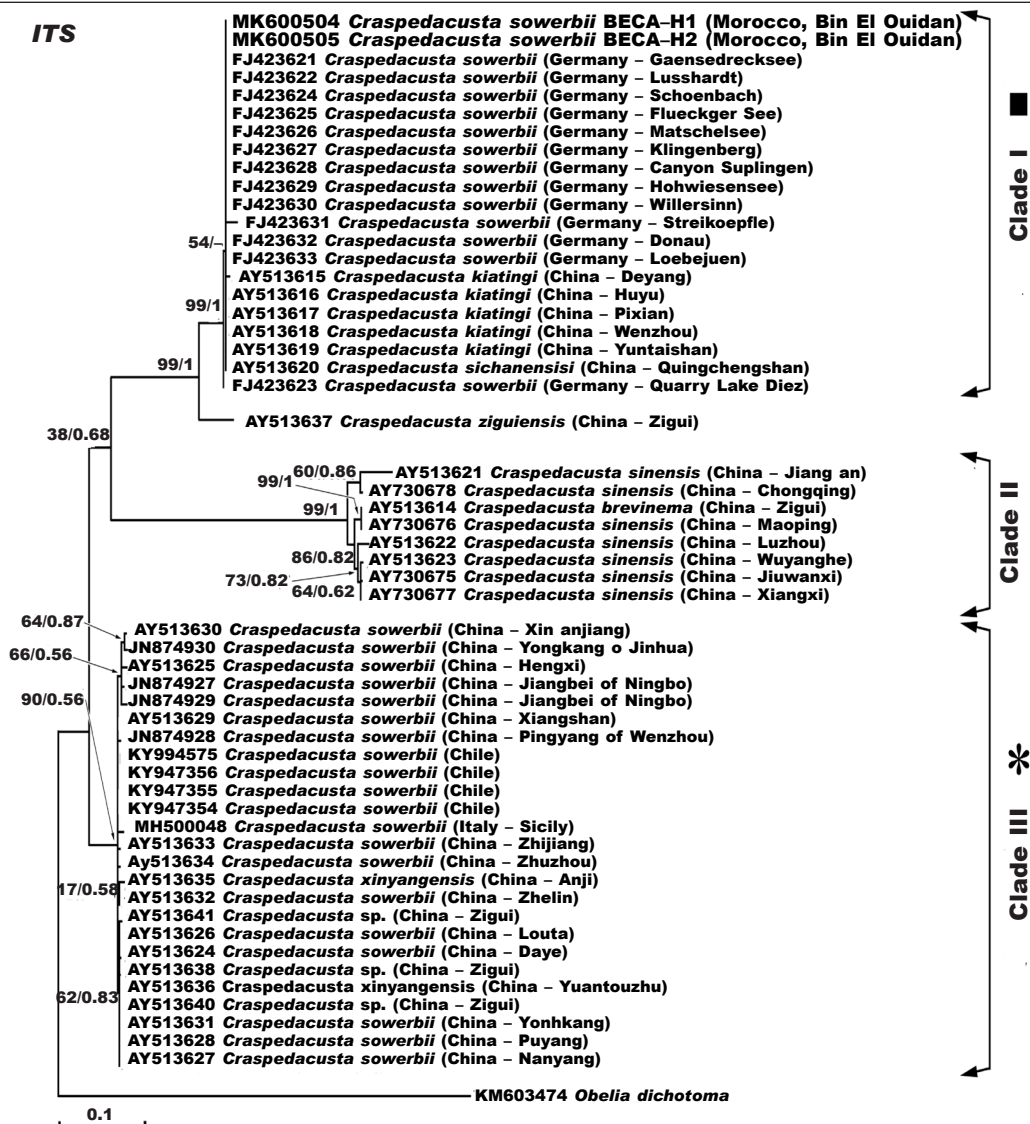 ITS
MK600504 Craspedacusta sowerbii BECA–H1 (Morocco, Bin El Ouidan)
MK600505 Craspedacusta sowerbii BECA–H2 (Morocco, Bin El Ouidan)
FJ423621 Craspedacusta sowerbii (Germany – Gaensedrecksee)
FJ423622 Craspedacusta sowerbii (Germany – Lusshardt)
FJ423624 Craspedacusta sowerbii (Germany – Schoenbach)
FJ423625 Craspedacusta sowerbii (Germany – Flueckger See)
FJ423626 Craspedacusta sowerbii (Germany – Matschelsee)
FJ423627 Craspedacusta sowerbii (Germany – Klingenberg)
FJ423628 Craspedacusta sowerbii (Germany – Canyon Suplingen)
FJ423629 Craspedacusta sowerbii (Germany – Hohwiesensee)
FJ423630 Craspedacusta sowerbii (Germany – Willersinn)
FJ423631 Craspedacusta sowerbii (Germany – Streikoepfle)
54/–
FJ423632 Craspedacusta sowerbii (Germany – Donau)
FJ423633 Craspedacusta sowerbii (Germany – Loebejuen)
AY513615 Craspedacusta kiatingi (China – Deyang)
AY513616 Craspedacusta kiatingi (China – Huyu)
99/1
AY513617 Craspedacusta kiatingi (China – Pixian)
AY513618 Craspedacusta kiatingi (China – Wenzhou)
AY513619 Craspedacusta kiatingi (China – Yuntaishan)
99/1
AY513620 Craspedacusta sichanensisi (China – Quingchengshan)
FJ423623 Craspedacusta sowerbii (Germany – Quarry Lake Diez)
Clade I ■
AY513637 Craspedacusta ziguiensis (China – Zigui)
38/0.68
60/0.86
AY513621 Craspedacusta sinensis (China – Jiang an)
99/1
AY730678 Craspedacusta sinensis (China – Chongqing)
99/1
AY513614 Craspedacusta brevinema (China – Zigui)
AY730676 Craspedacusta sinensis (China – Maoping)
AY513622 Craspedacusta sinensis (China – Luzhou)
86/0.82
AY513623 Craspedacusta sinensis (China – Wuyanghe)
73/0.82
AY730675 Craspedacusta sinensis (China – Jiuwanxi)
64/0.62
AY730677 Craspedacusta sinensis (China – Xiangxi)
Clade II
64/0.87
AY513630 Craspedacusta sowerbii (China – Xin anjiang)
JN874930 Craspedacusta sowerbii (China – Yongkang o Jinhua)
66/0.56
AY513625 Craspedacusta sowerbii (China – Hengxi)
JN874927 Craspedacusta sowerbii (China – Jiangbei of Ningbo)
90/0.56
JN874929 Craspedacusta sowerbii (China – Jiangbei of Ningbo)
AY513629 Craspedacusta sowerbii (China – Xiangshan)
JN874928 Craspedacusta sowerbii (China – Pingyang of Wenzhou)
KY994575 Craspedacusta sowerbii (Chile)
KY947356 Craspedacusta sowerbii (Chile)
KY947355 Craspedacusta sowerbii (Chile)
KY947354 Craspedacusta sowerbii (Chile)
MH500048 Craspedacusta sowerbii (Italy – Sicily)
AY513633 Craspedacusta sowerbii (China – Zhijiang)
Ay513634 Craspedacusta sowerbii (China – Zhuzhou)
AY513635 Craspedacusta xinyangensis (China – Anji)
17/0.58
AY513632 Craspedacusta sowerbii (China – Zhelin)
AY513641 Craspedacusta sp. (China – Zigui)
AY513626 Craspedacusta sowerbii (China – Louta)
AY513624 Craspedacusta sowerbii (China – Daye)
AY513638 Craspedacusta sp. (China – Zigui)
AY513636 Craspedacusta xinyangensis (China – Yuantouzhu)
62/0.83
AY513640 Craspedacusta sp. (China – Zigui)
AY513631 Craspedacusta sowerbii (China – Yonhkang)
AY513628 Craspedacusta sowerbii (China – Puyang)
AY513627 Craspedacusta sowerbii (China – Nanyang)
Clade III *
KM603474 Obelia dichotoma
0.1